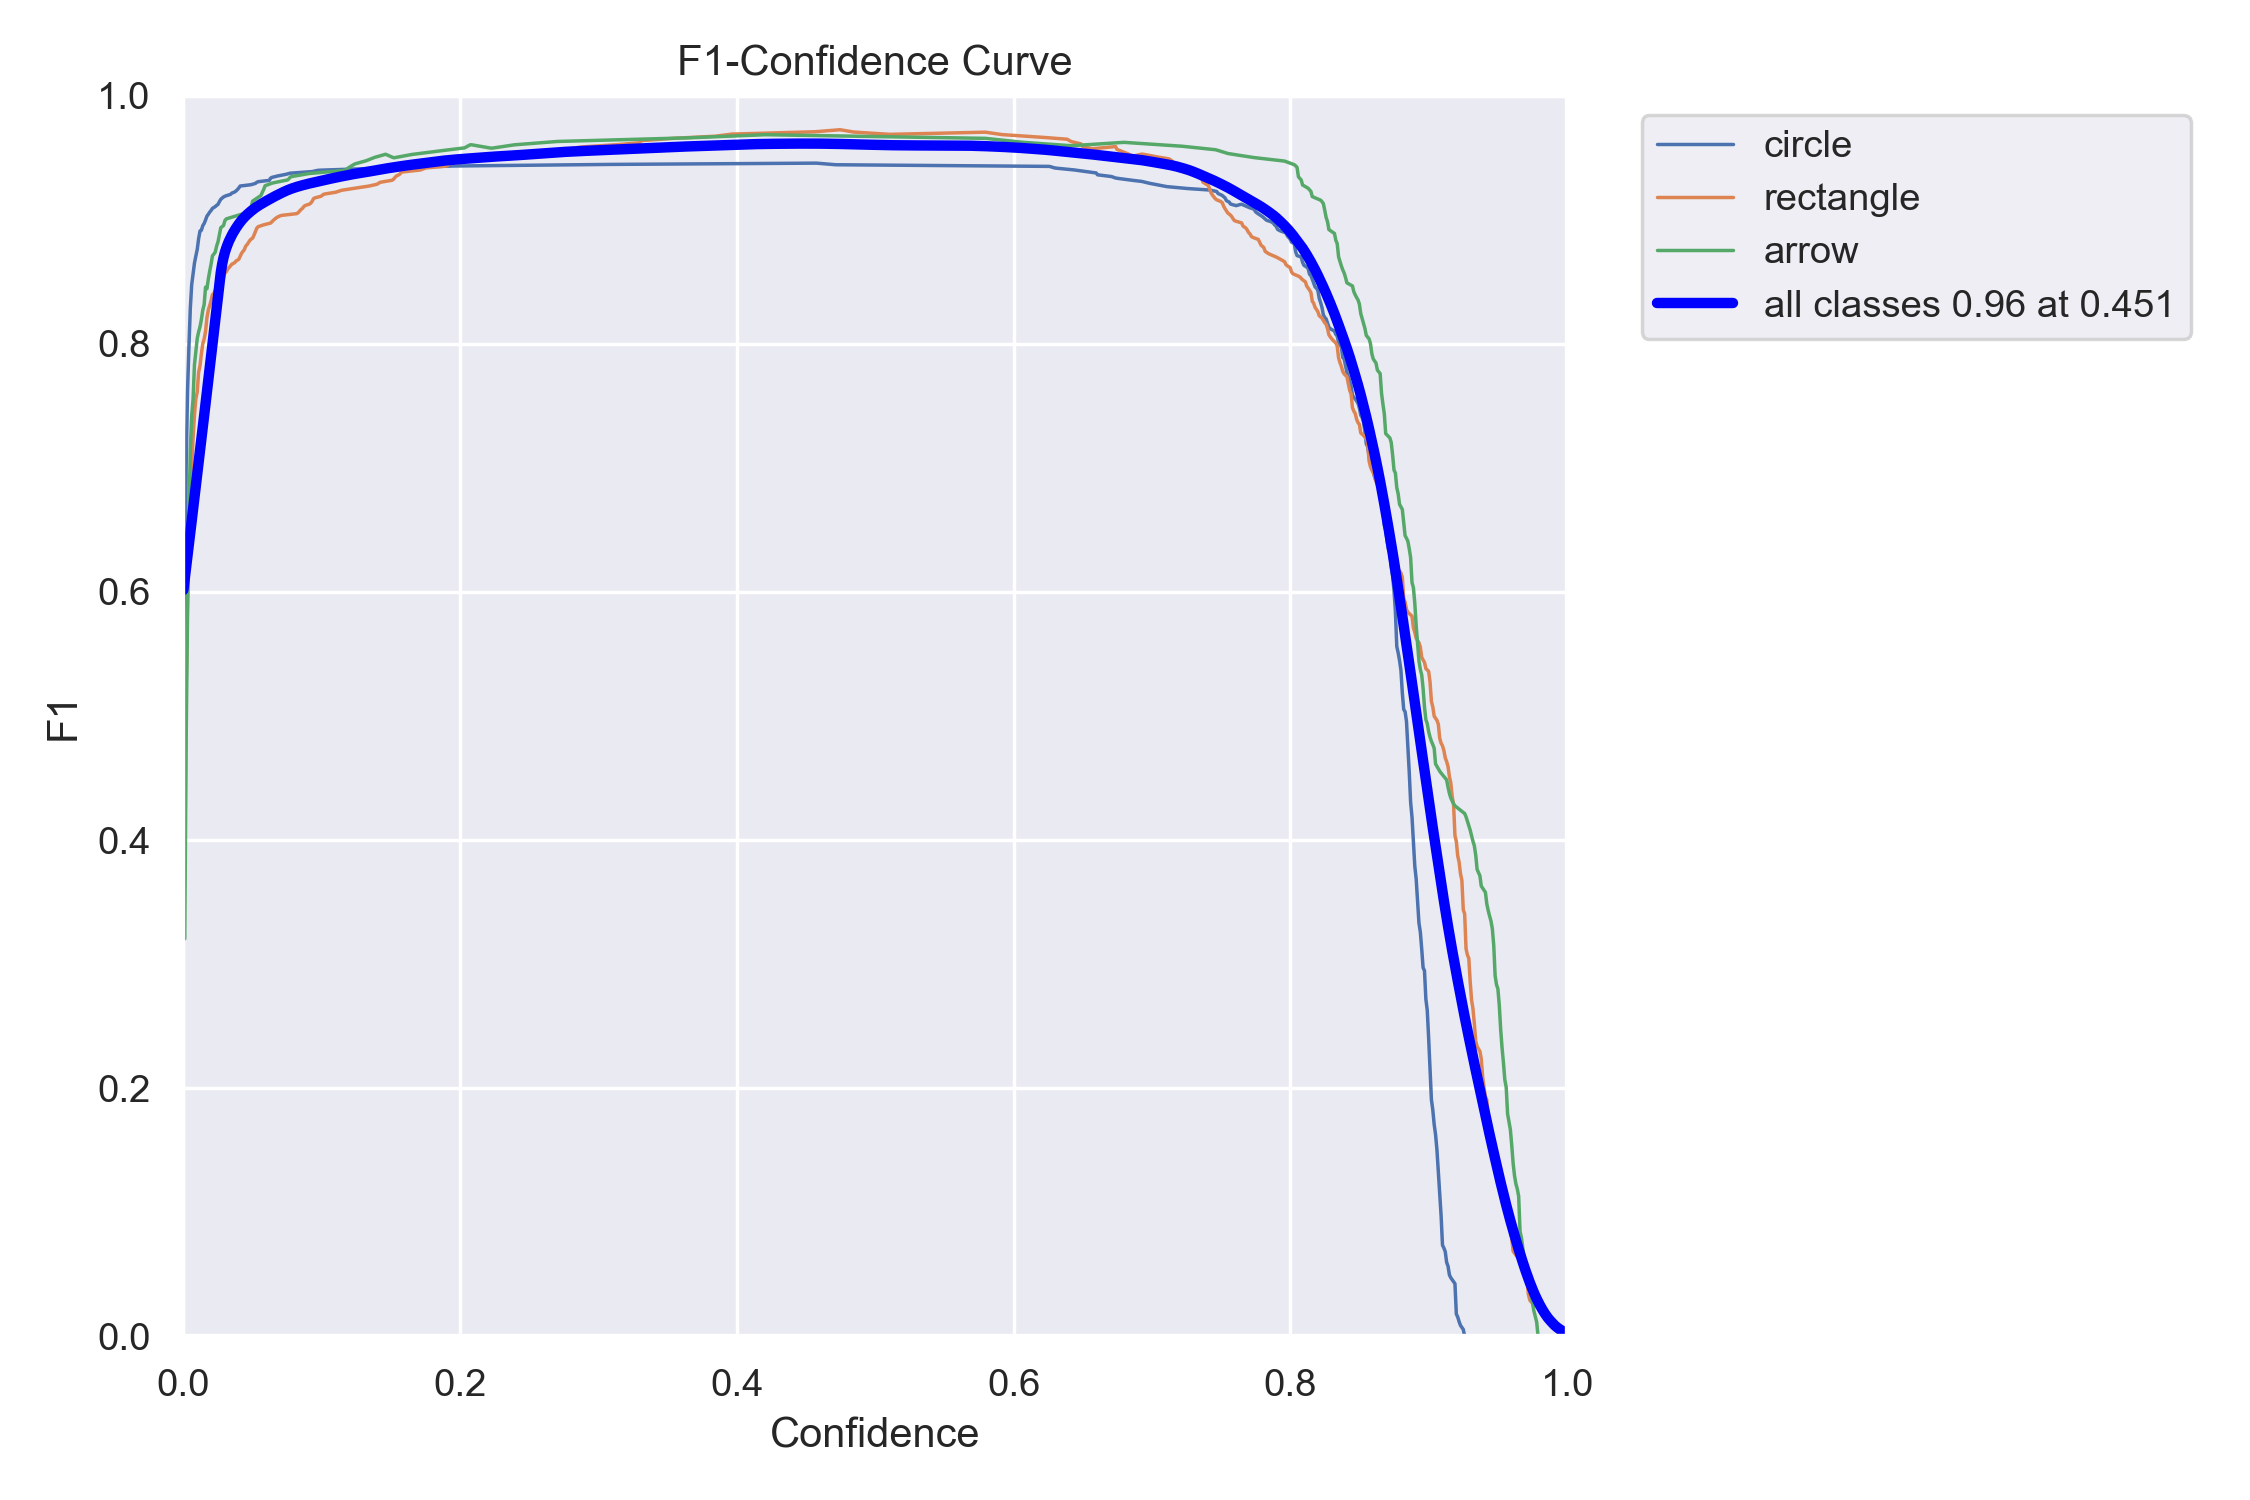 F1-Confidence Curve
1.0
0.8
0.6
0.4
0.2
0.0
F1
0.0 0.2 0.4 0.6 0.8 1.0
Confidence
circle
rectangle
arrow
all classes 0.96 at 0.451